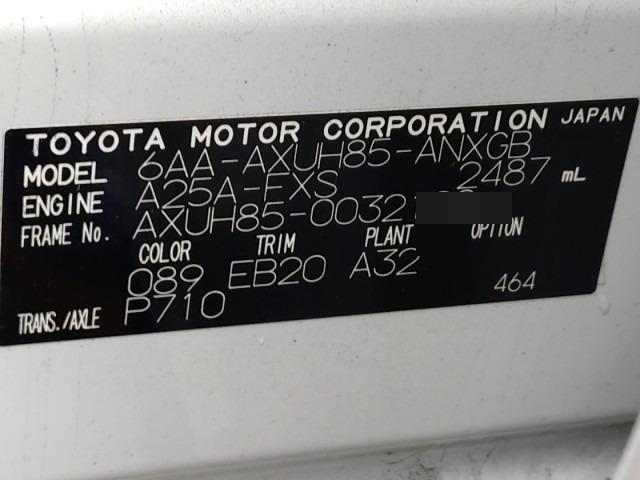 TOYOTA MOTOR CORPORATION JAPAN
MODEL 6AA-AXUH85-ANXGB
ENGINE A25A-FXS 2487 mL
FRAME No. AXUH85-0032
COLOR TRIM PLANT OPTION
089 EB20 A32
TRANS./AXLE P710 464